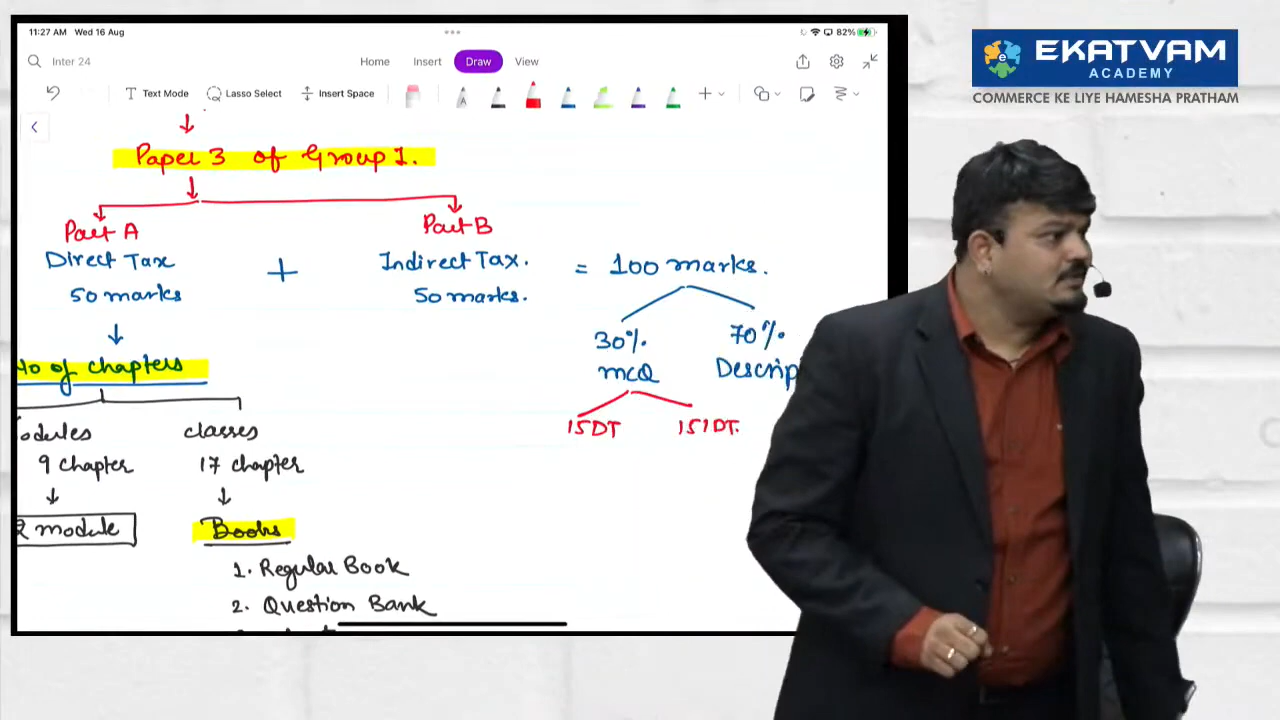 11:27 AM Wed 16 Aug
82%
Inter 24
Home Insert Draw View
Text Mode Lasso Select Insert Space
EKATVAM
ACADEMY
COMMERCE KE LIYE HAMESHA PRATHAM
Paper 3 of Group 1.
Part A
Part B
Direct Tax + Indirect Tax. = 100 marks.
50 marks
50 marks.
30% 70%
No of chapters
MCQ Descrip
15 DT 15 IDT.
odules classes
9 chapter 17 chapter
2 module
Books
1. Regular Book
2. Question Bank